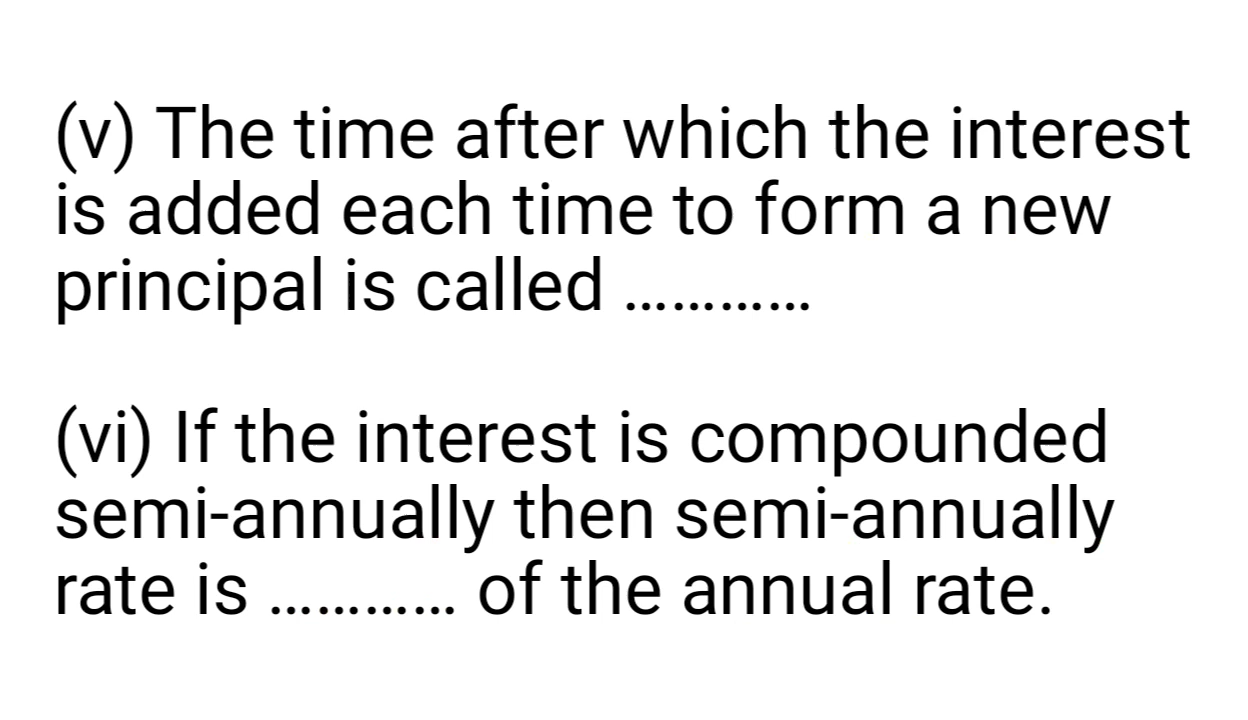 (v) The time after which the interest
is added each time to form a new
principal is called …………
(vi) If the interest is compounded
semi-annually then semi-annually
rate is ………… of the annual rate.